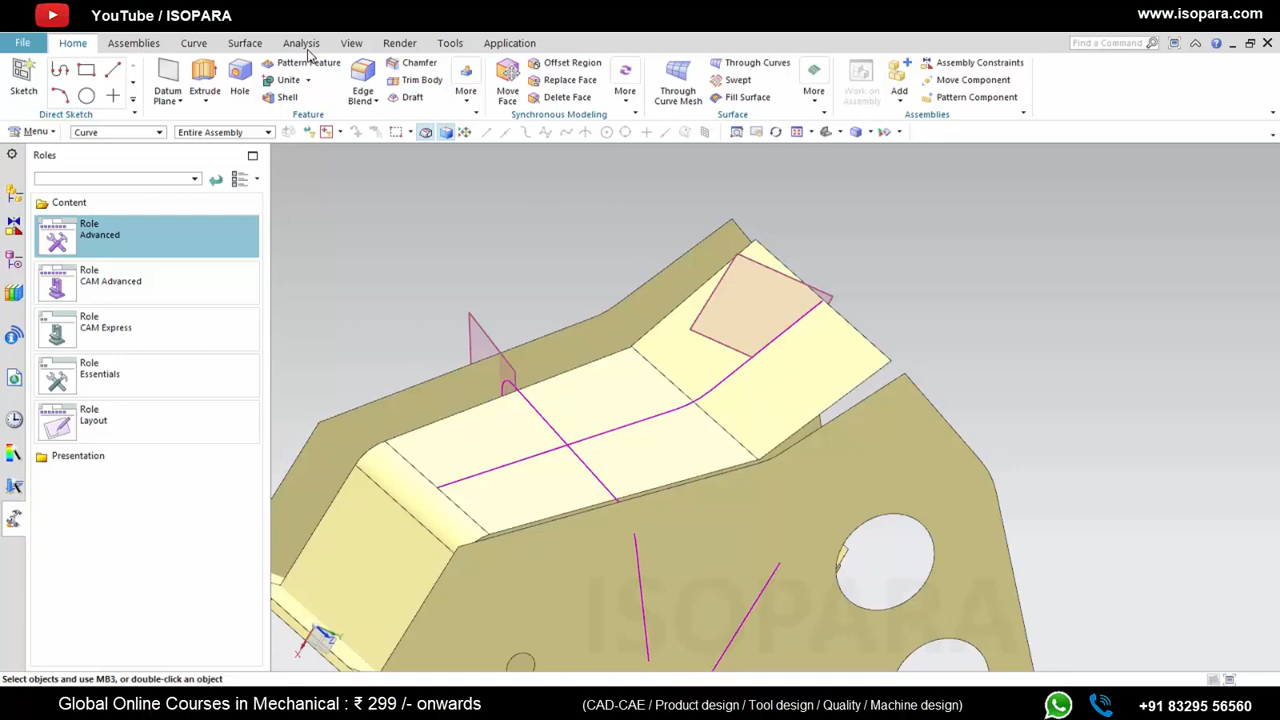 YouTube / ISOPARA
www.isopara.com
File Home Assemblies Curve Surface Analysis View Render Tools Application
Find a Command
Sketch
Direct Sketch
Datum Plane
Extrude
Hole
Pattern Feature
Unite
Shell
Edge Blend
Chamfer
Trim Body
Draft
More
Feature
Move Face
Offset Region
Replace Face
Delete Face
More
Synchronous Modeling
Through Curve Mesh
Through Curves
Swept
Fill Surface
More
Surface
Work on Assembly
Add
Assembly Constraints
Move Component
Pattern Component
Assemblies
Menu Curve Entire Assembly
Roles
Content
Role
Advanced
Role
CAM Advanced
Role
CAM Express
Role
Essentials
Role
Layout
Presentation
X
Y
Z
ISOPARA
Select objects and use MB3, or double-click an object
Global Online Courses in Mechanical : ₹ 299 /- onwards
(CAD-CAE / Product design / Tool design / Quality / Machine design)
+91 83295 56560